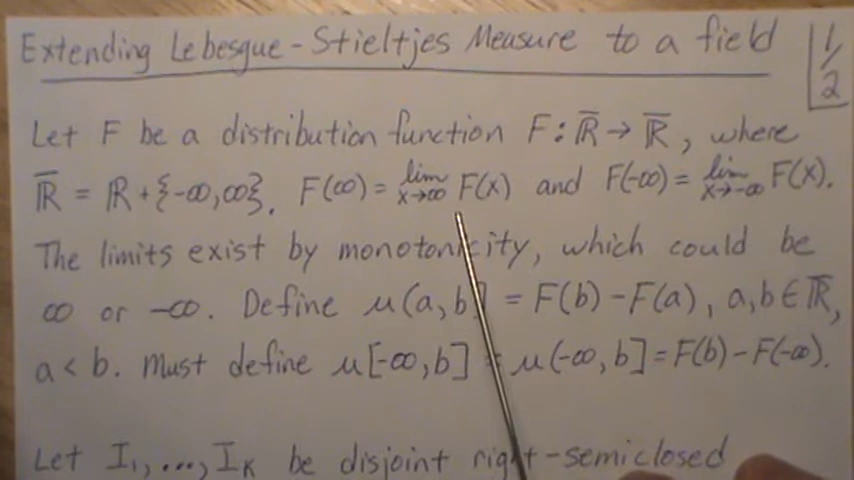 Extending Lebesgue-Stieltjes Measure to a field 1/2
Let F be a distribution function F: ℝ̅ → ℝ̅, where
ℝ̅ = ℝ + {-∞,∞}. F(∞) = lim x→∞ F(x) and F(-∞) = lim x→-∞ F(x).
The limits exist by monotonicity, which could be
∞ or -∞. Define μ(a,b] = F(b) - F(a), a,b ∈ ℝ̅,
a < b. Must define μ[-∞,b] = μ(-∞,b] = F(b) - F(-∞).
Let I₁,...,I_K be disjoint right-semiclosed